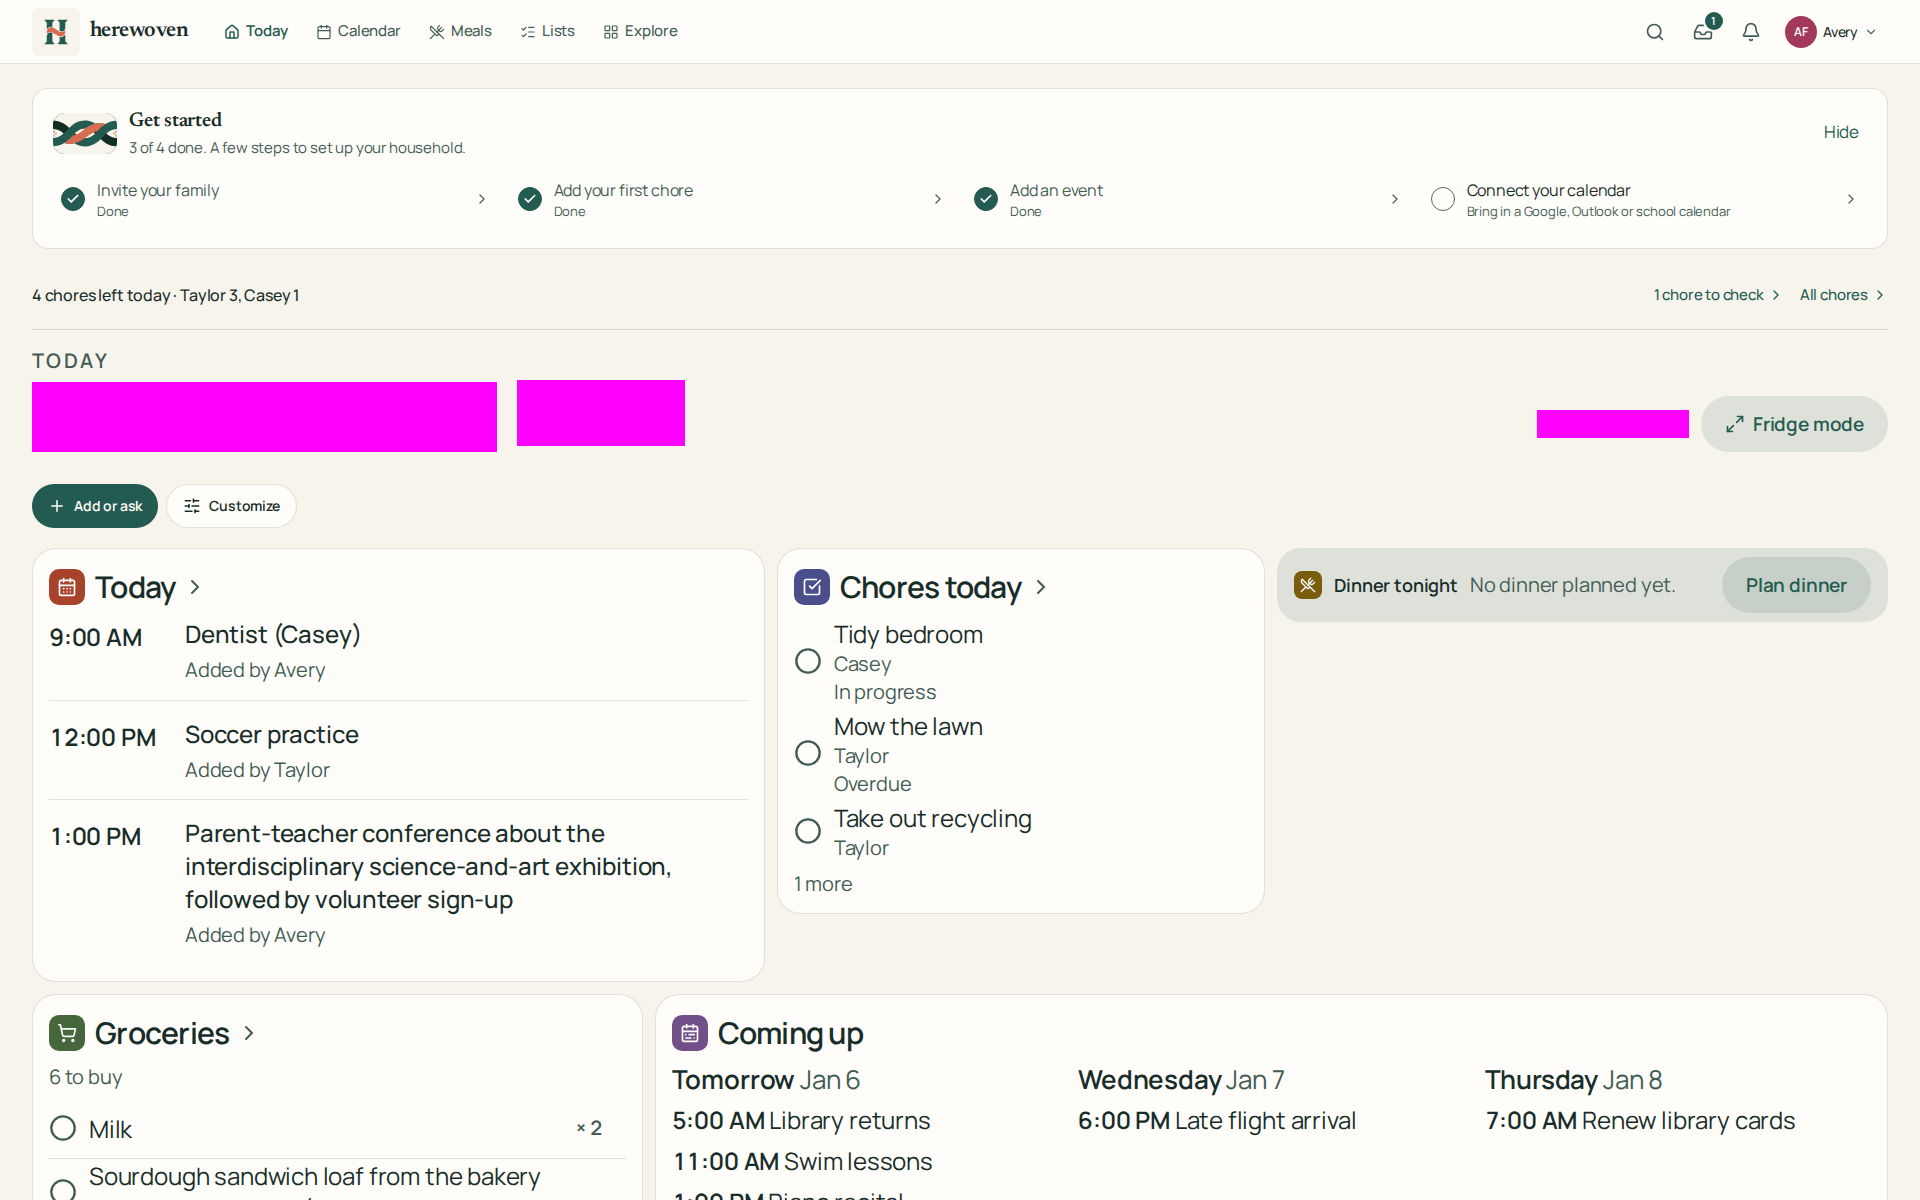 herewoven
Today
Calendar
Meals
Lists
Explore
1
AF
Avery
Get started
3 of 4 done. A few steps to set up your household.
Hide
Invite your family
Done
Add your first chore
Done
Add an event
Done
Connect your calendar
Bring in a Google, Outlook or school calendar
4 chores left today · Taylor 3, Casey 1
1 chore to check
All chores
TODAY
Fridge mode
Add or ask
Customize
Today
9:00 AM Dentist (Casey)
Added by Avery
12:00 PM Soccer practice
Added by Taylor
1:00 PM Parent-teacher conference about the
interdisciplinary science-and-art exhibition,
followed by volunteer sign-up
Added by Avery
Chores today
Tidy bedroom
Casey
In progress
Mow the lawn
Taylor
Overdue
Take out recycling
Taylor
1 more
Dinner tonight No dinner planned yet.
Plan dinner
Groceries
6 to buy
Milk × 2
Sourdough sandwich loaf from the bakery
Coming up
Tomorrow Jan 6
5:00 AM Library returns
11:00 AM Swim lessons
1:00 PM Piano recital
Wednesday Jan 7
6:00 PM Late flight arrival
Thursday Jan 8
7:00 AM Renew library cards